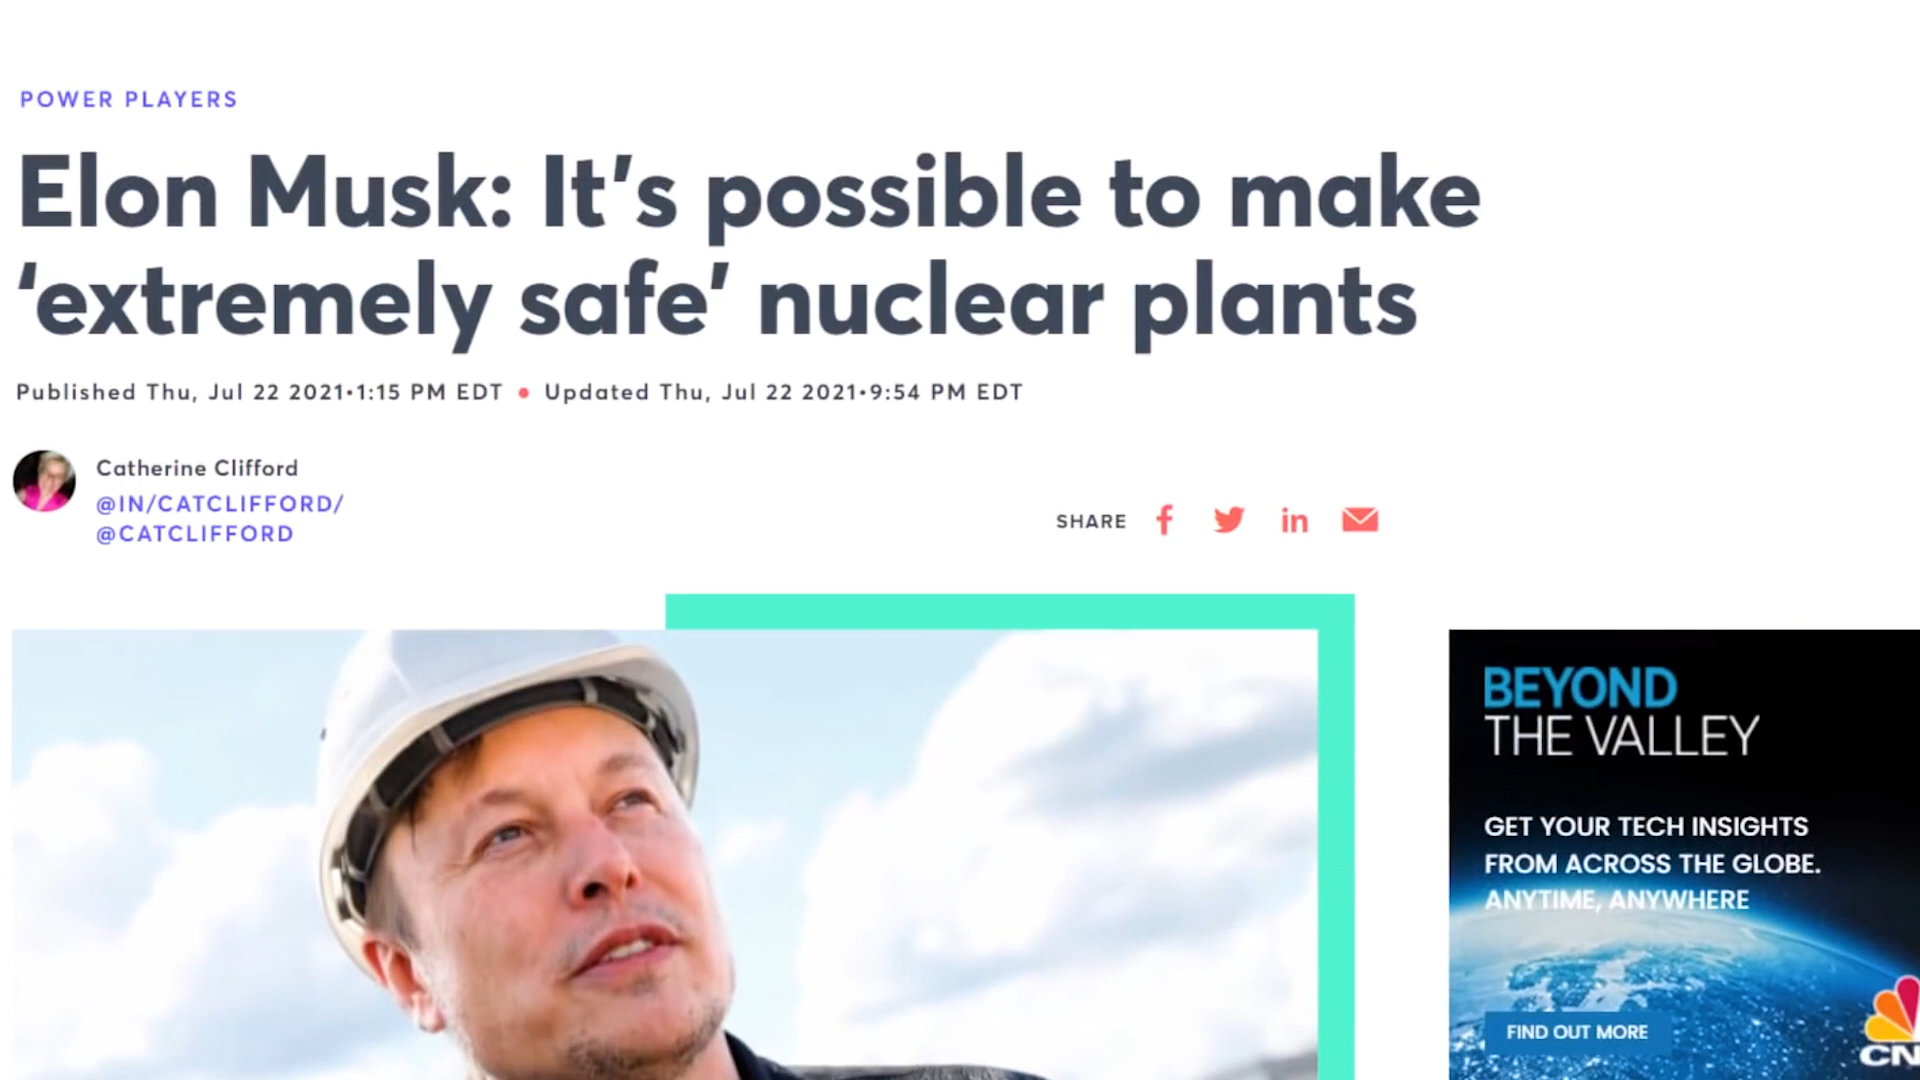 POWER PLAYERS
Elon Musk: It’s possible to make
‘extremely safe’ nuclear plants
Published Thu, Jul 22 2021•1:15 PM EDT • Updated Thu, Jul 22 2021•9:54 PM EDT
Catherine Clifford
@IN/CATCLIFFORD/
@CATCLIFFORD
SHARE
BEYOND
THE VALLEY
GET YOUR TECH INSIGHTS
FROM ACROSS THE GLOBE.
ANYTIME, ANYWHERE
FIND OUT MORE
CN